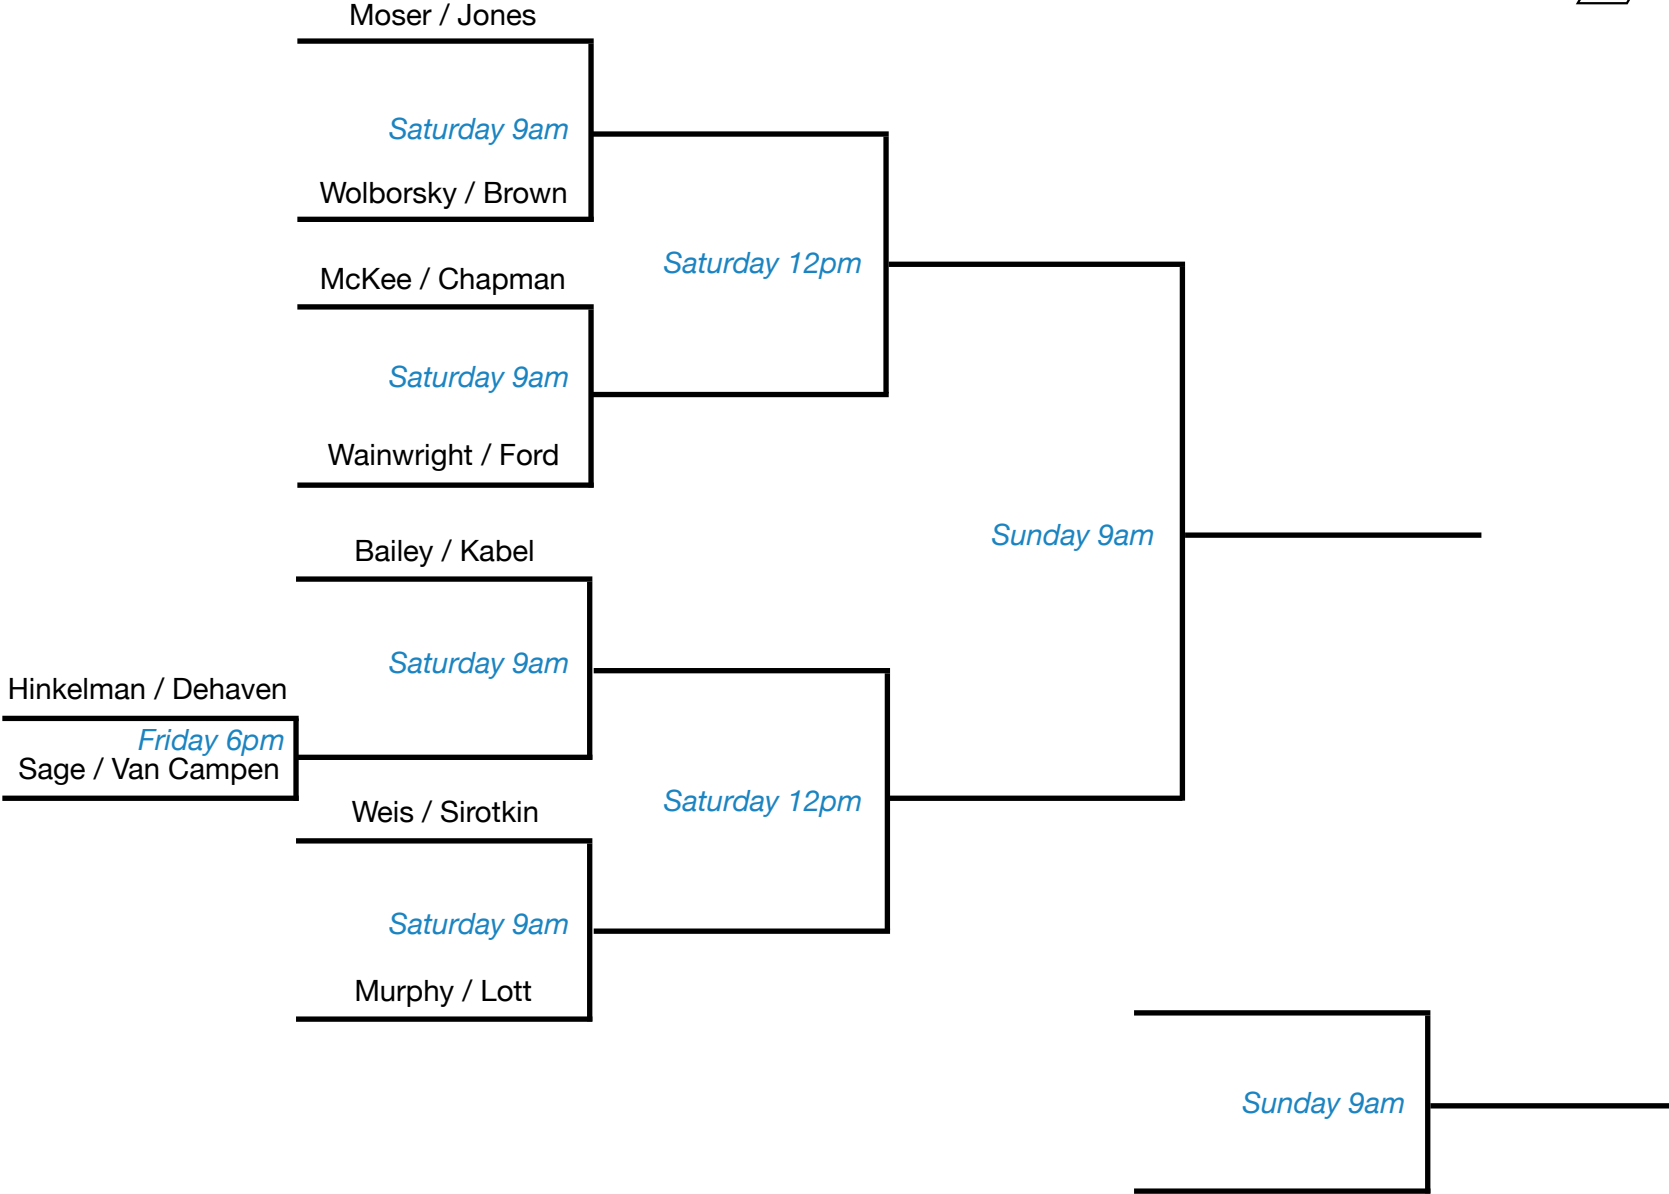 Moser / Jones
Saturday 9am
Wolborsky / Brown
Saturday 12pm
McKee / Chapman
Saturday 9am
Wainwright / Ford
Sunday 9am
Bailey / Kabel
Saturday 9am
Hinkelman / Dehaven
Friday 6pm
Sage / Van Campen
Saturday 12pm
Weis / Sirotkin
Saturday 9am
Murphy / Lott
Sunday 9am